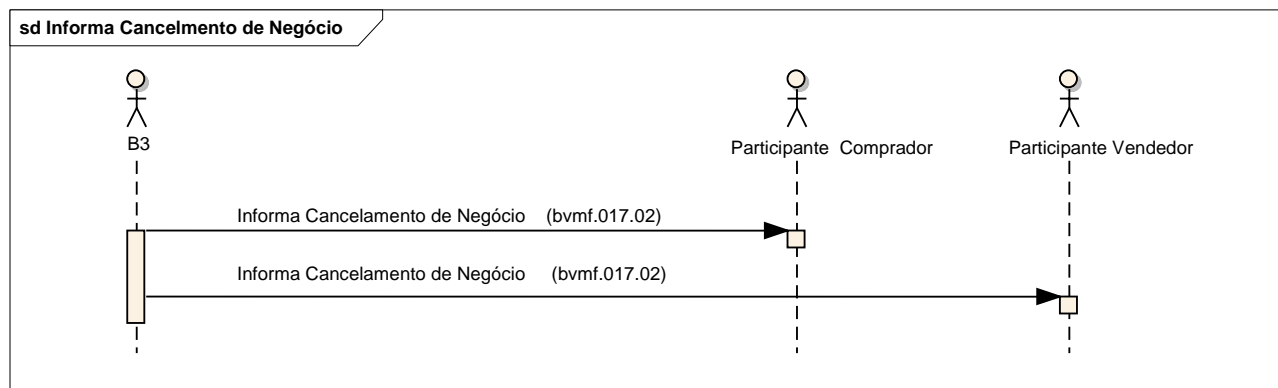 sd Informa Cancelmento de Negócio
B3
Participante Comprador
Participante Vendedor
Informa Cancelamento de Negócio (bvmf.017.02)
Informa Cancelamento de Negócio (bvmf.017.02)